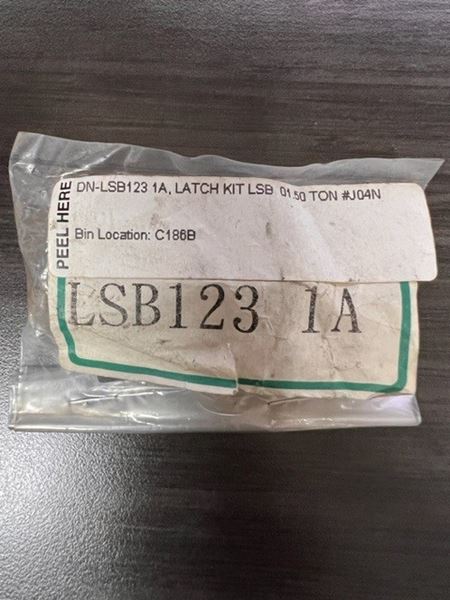 PEEL HERE
DN-LSB123 1A, LATCH KIT LSB 01.50 TON #J04N
Bin Location: C186B
LSB123 1A